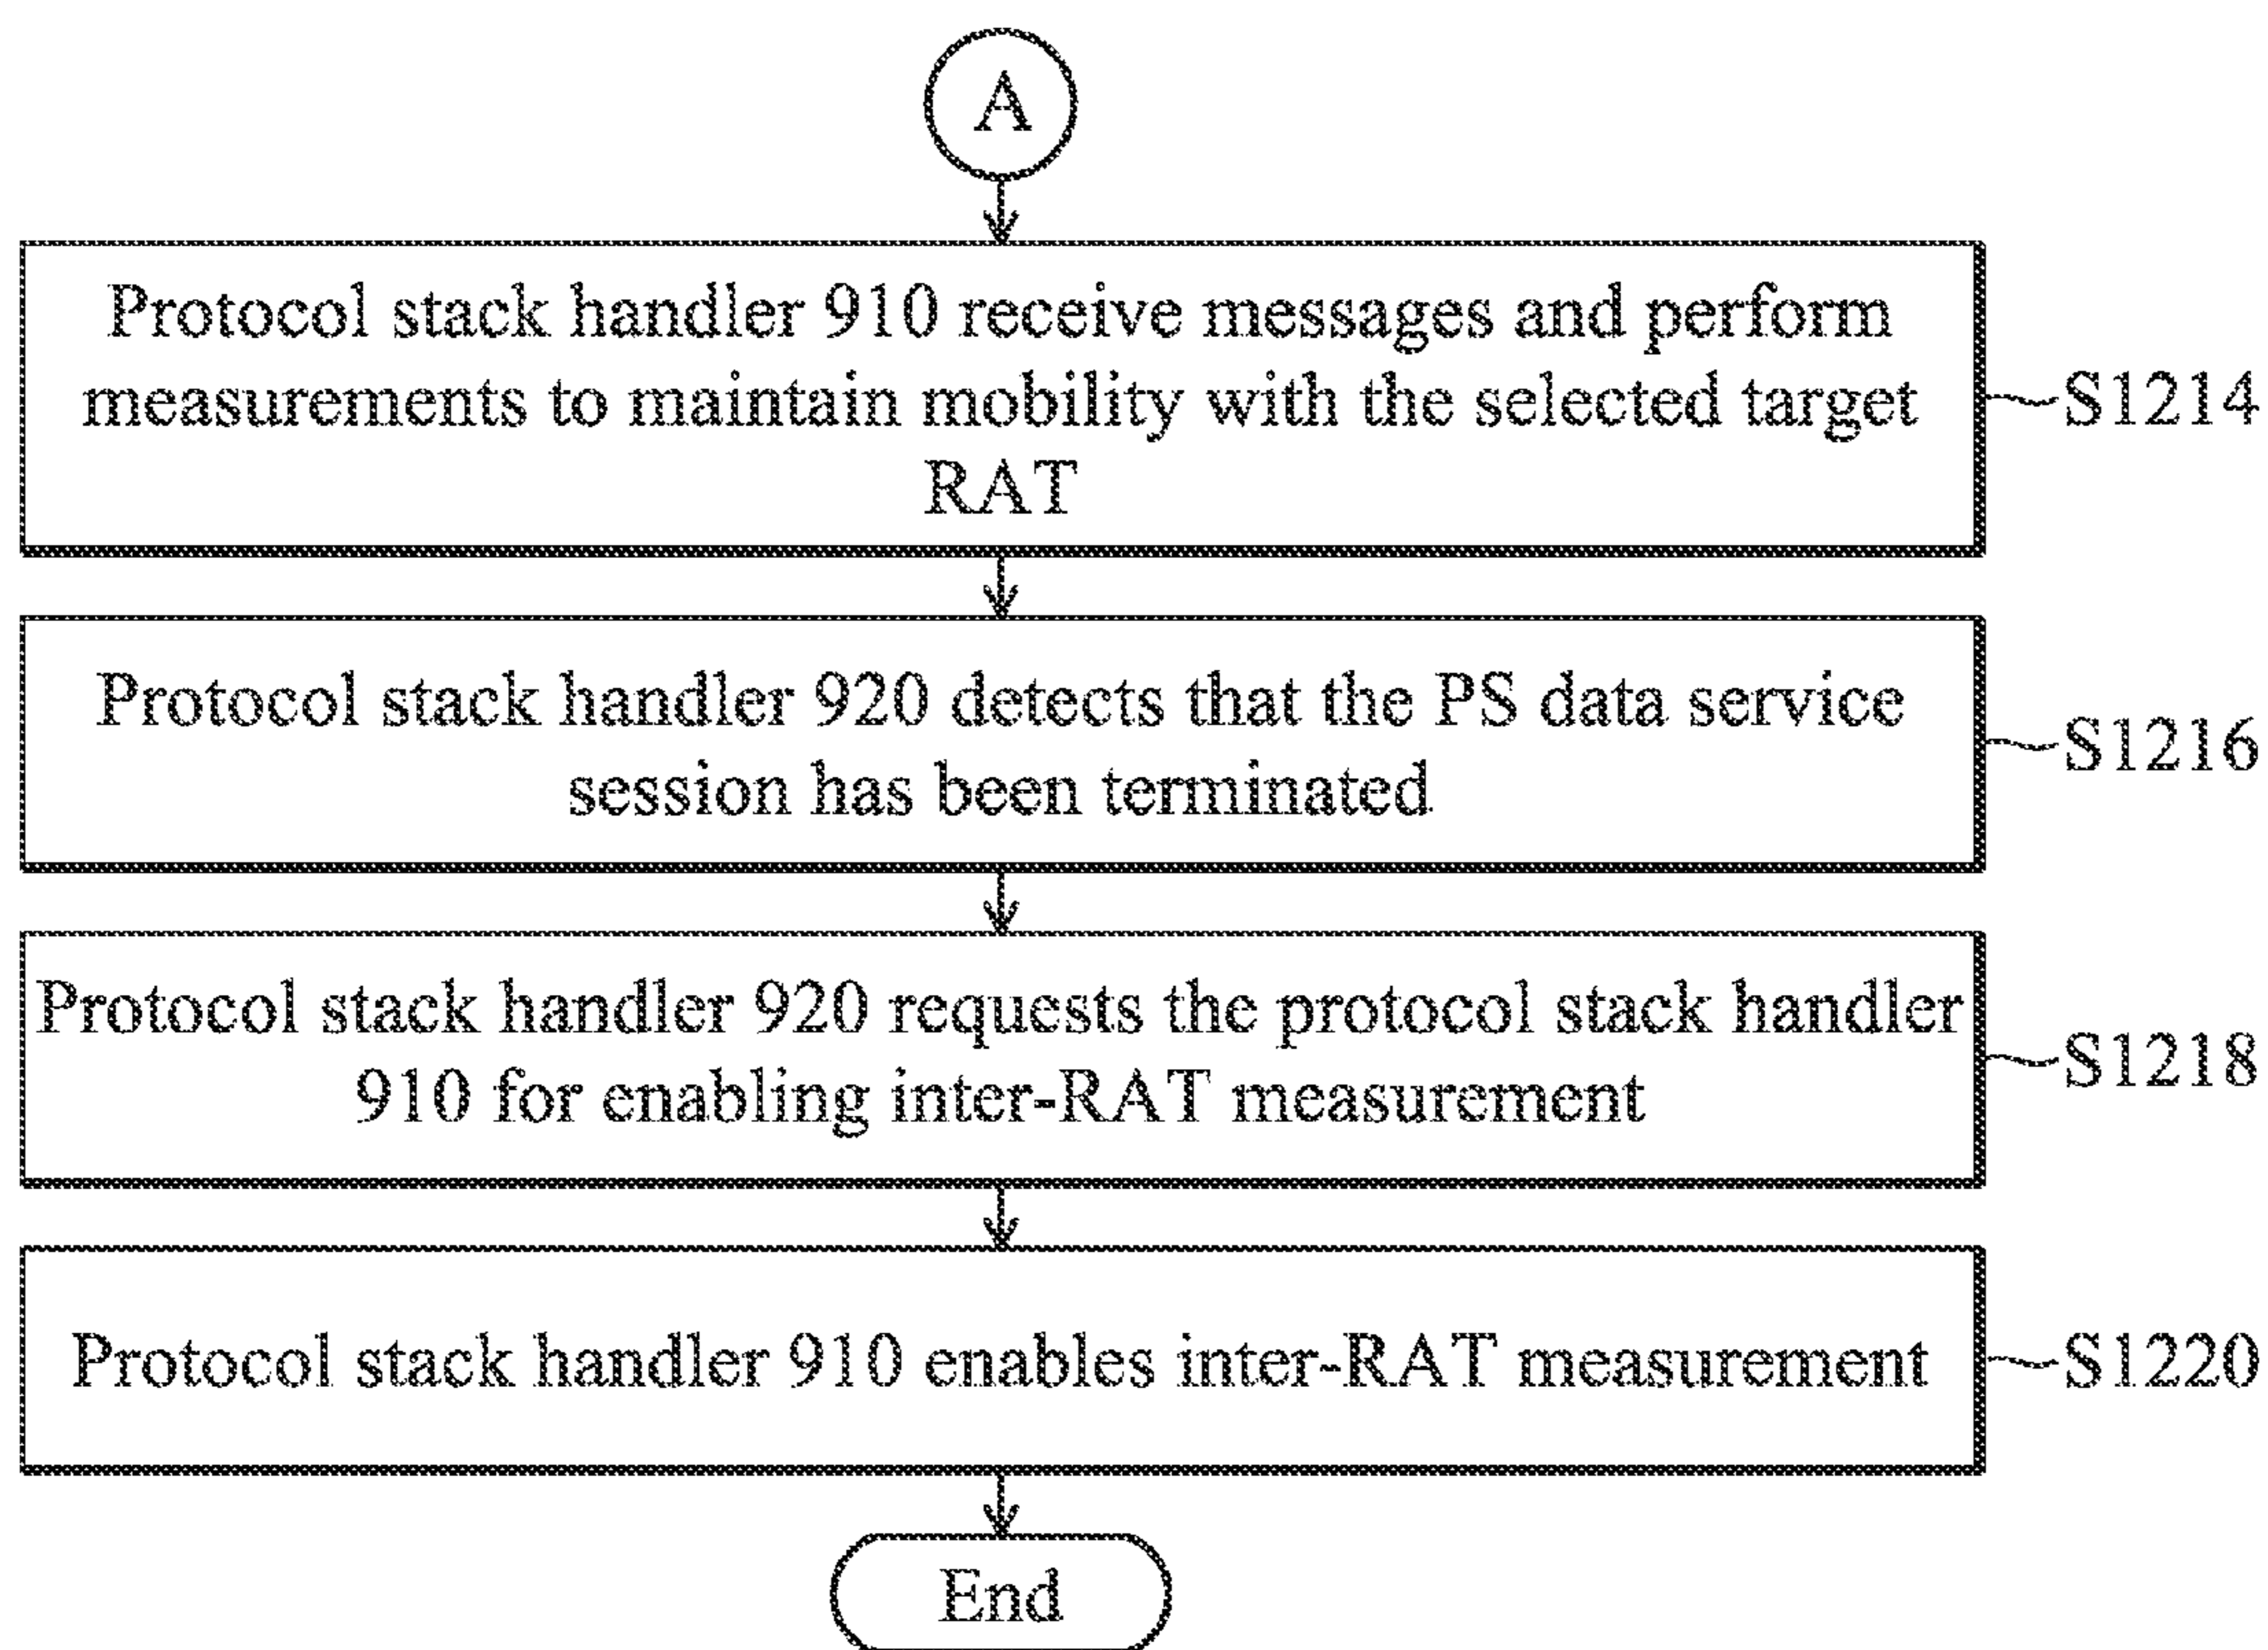 A
Protocol stack handler 910 receive messages and perform
measurements to maintain mobility with the selected target
RAT
S1214
Protocol stack handler 920 detects that the PS data service
session has been terminated
S1216
Protocol stack handler 920 requests the protocol stack handler
910 for enabling inter-RAT measurement
S1218
Protocol stack handler 910 enables inter-RAT measurement
S1220
End